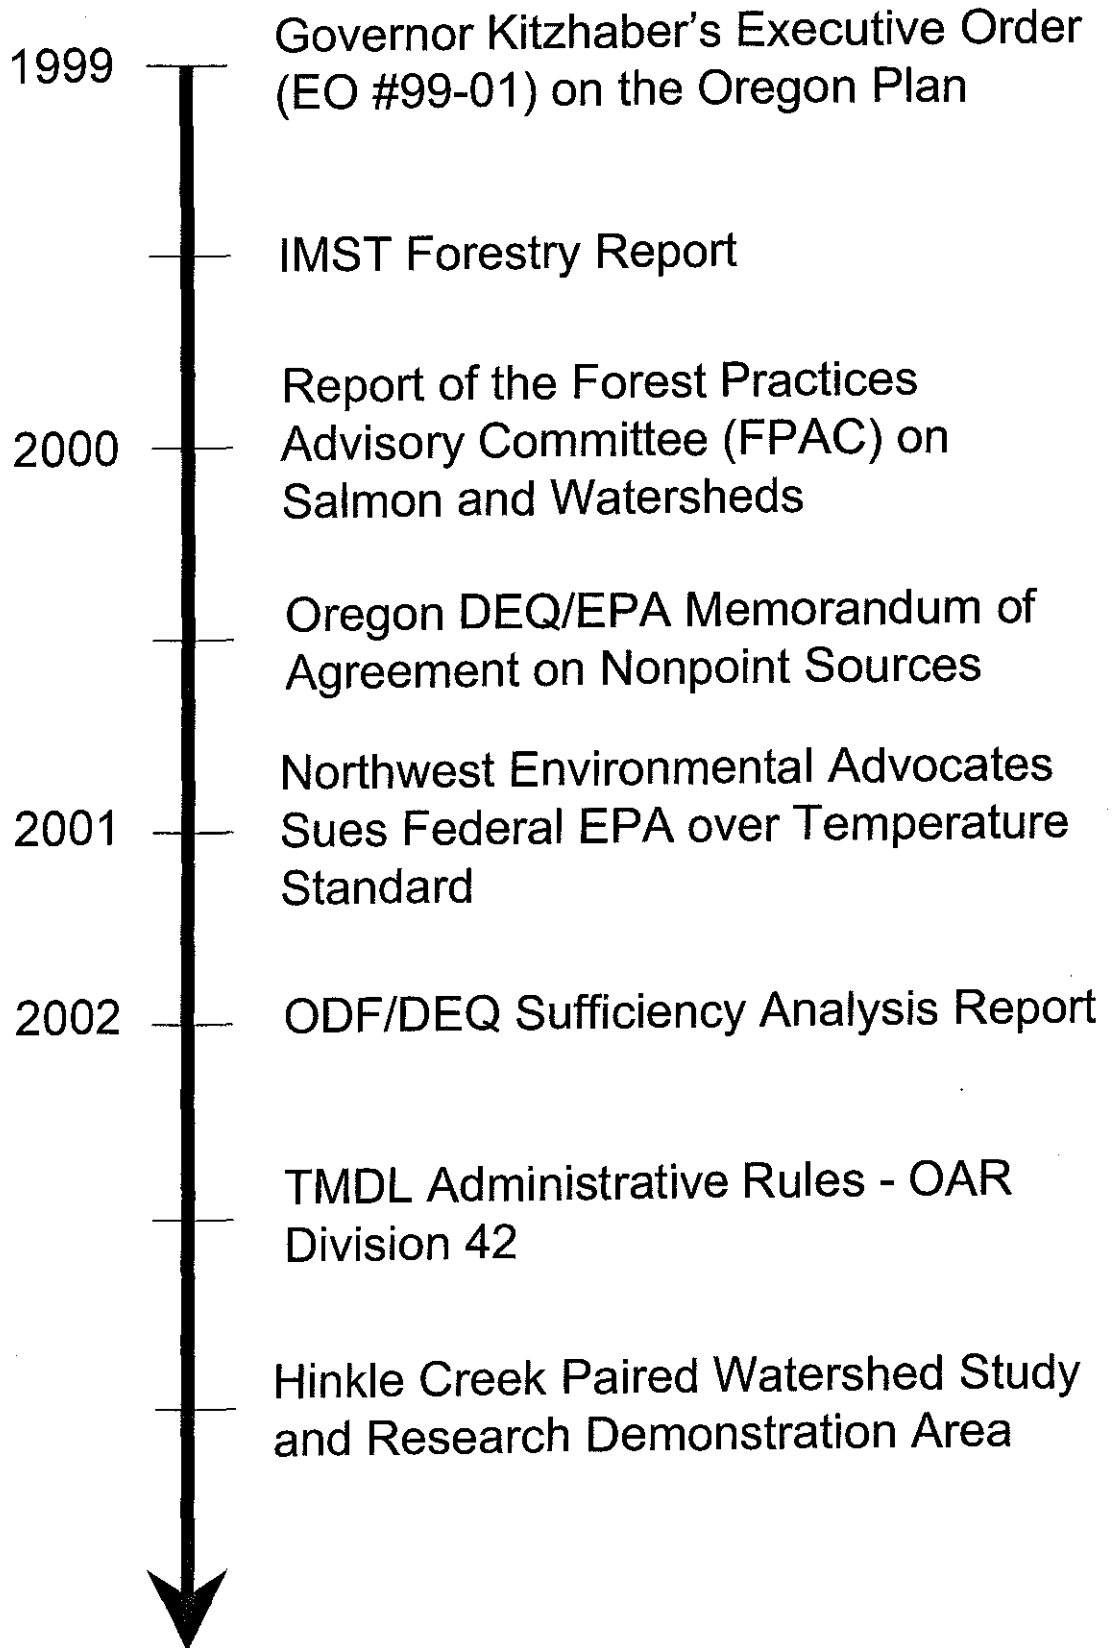 1999
Governor Kitzhaber's Executive Order
(EO #99-01) on the Oregon Plan
IMST Forestry Report
2000
Report of the Forest Practices
Advisory Committee (FPAC) on
Salmon and Watersheds
Oregon DEQ/EPA Memorandum of
Agreement on Nonpoint Sources
2001
Northwest Environmental Advocates
Sues Federal EPA over Temperature
Standard
2002
ODF/DEQ Sufficiency Analysis Report
TMDL Administrative Rules - OAR
Division 42
Hinkle Creek Paired Watershed Study
and Research Demonstration Area